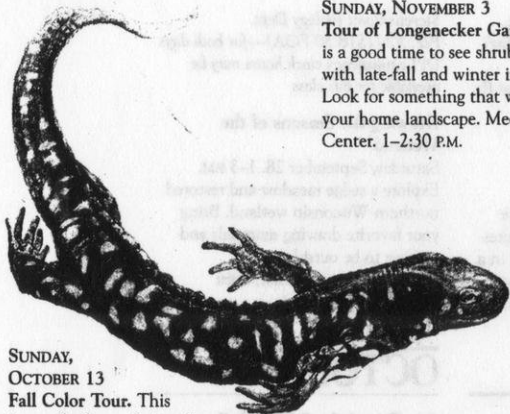 SUNDAY,
OCTOBER 13
Fall Color Tour. This
SUNDAY, NOVEMBER 3
Tour of Longenecker Ga
is a good time to see shrub
with late-fall and winter i
Look for something that w
your home landscape. Mee
Center. 1–2:30 P.M.